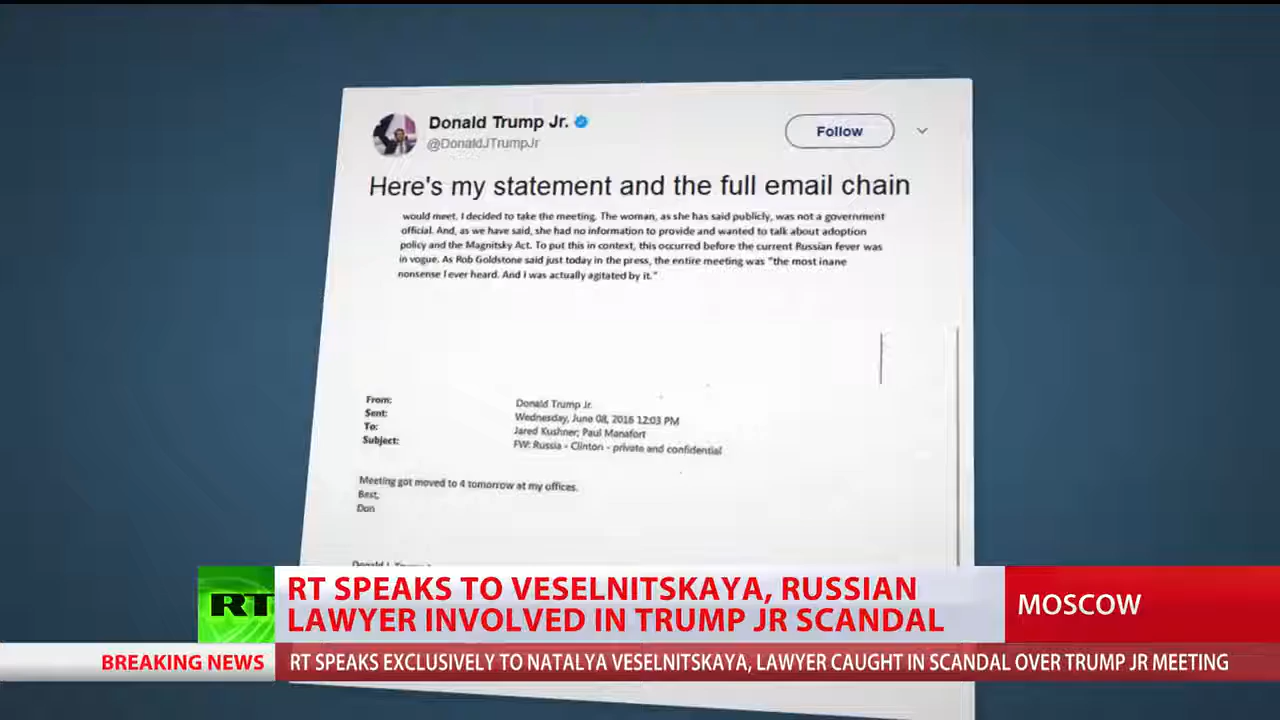 Donald Trump Jr.
@DonaldJTrumpJr
Follow
Here's my statement and the full email chain
would meet. I decided to take the meeting. The woman, as she has said publicly, was not a government
official. And, as we have said, she had no information to provide and wanted to talk about adoption
policy and the Magnitsky Act. To put this in context, this occurred before the current Russian fever was
in vogue. As Rob Goldstone said just today in the press, the entire meeting was "the most inane
nonsense I ever heard. And I was actually agitated by it."
From: Donald Trump Jr.
Sent: Wednesday, June 08, 2016 12:03 PM
To: Jared Kushner; Paul Manafort
Subject: FW: Russia - Clinton - private and confidential
Meeting got moved to 4 tomorrow at my offices.
Best,
Don
RT
RT SPEAKS TO VESELNITSKAYA, RUSSIAN
LAWYER INVOLVED IN TRUMP JR SCANDAL
MOSCOW
BREAKING NEWS
RT SPEAKS EXCLUSIVELY TO NATALYA VESELNITSKAYA, LAWYER CAUGHT IN SCANDAL OVER TRUMP JR MEETING